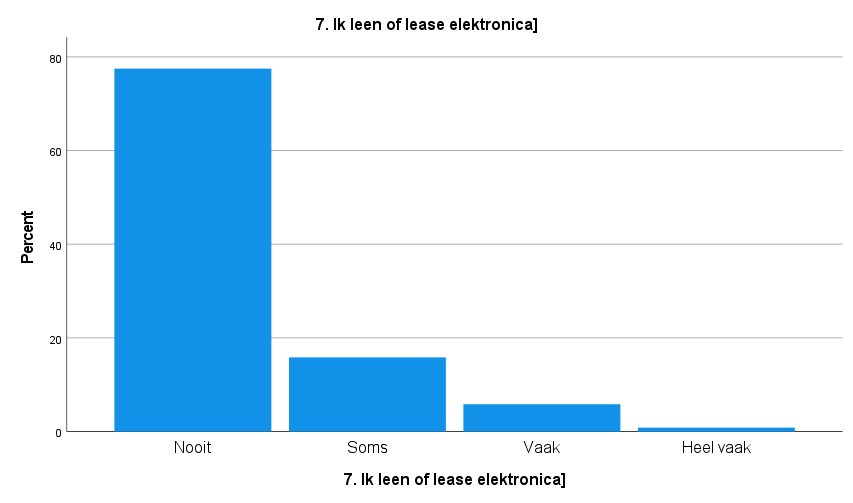 7. Ik leen of lease elektronica]
80
60
40
20
0
Percent
Nooit
Soms
Vaak
Heel vaak
7. Ik leen of lease elektronica]